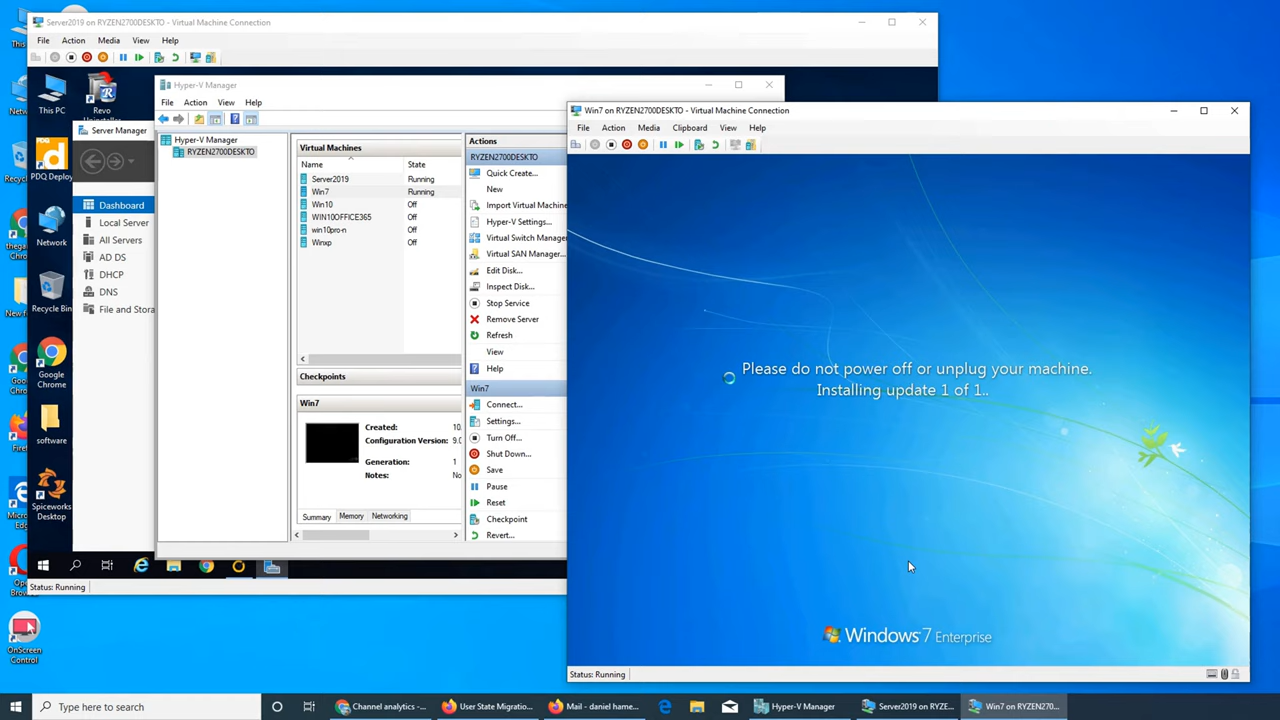 Server2019 on RYZEN2700DESKTO - Virtual Machine Connection
File Action Media View Help
This PC
Revo
PDQ Deploy
Network
Recycle Bin
Google Chrome
software
Spiceworks Desktop
Server Manager
Dashboard
Local Server
All Servers
AD DS
DHCP
DNS
File and Stora
Status: Running
Hyper-V Manager
File Action View Help
Hyper-V Manager
RYZEN2700DESKTO
Virtual Machines
Name State
Server2019 Running
Win7 Running
Win10 Off
WIN10OFFICE365 Off
win10pro-n Off
Winxp Off
Checkpoints
Win7
Created: 10.
Configuration Version: 9.0
Generation: 1
Notes: No
Summary Memory Networking
Actions
RYZEN2700DESKTO
Quick Create...
New
Import Virtual Machine
Hyper-V Settings...
Virtual Switch Manager
Virtual SAN Manager...
Edit Disk...
Inspect Disk...
Stop Service
Remove Server
Refresh
View
Help
Win7
Connect...
Settings...
Turn Off...
Shut Down...
Save
Pause
Reset
Checkpoint
Revert...
Win7 on RYZEN2700DESKTO - Virtual Machine Connection
File Action Media Clipboard View Help
Please do not power off or unplug your machine.
Installing update 1 of 1..
Windows 7 Enterprise
Status: Running
OnScreen Control
Type here to search
Channel analytics -...
User State Migratio...
Mail - daniel hame...
Hyper-V Manager
Server2019 on RYZE...
Win7 on RYZEN270...